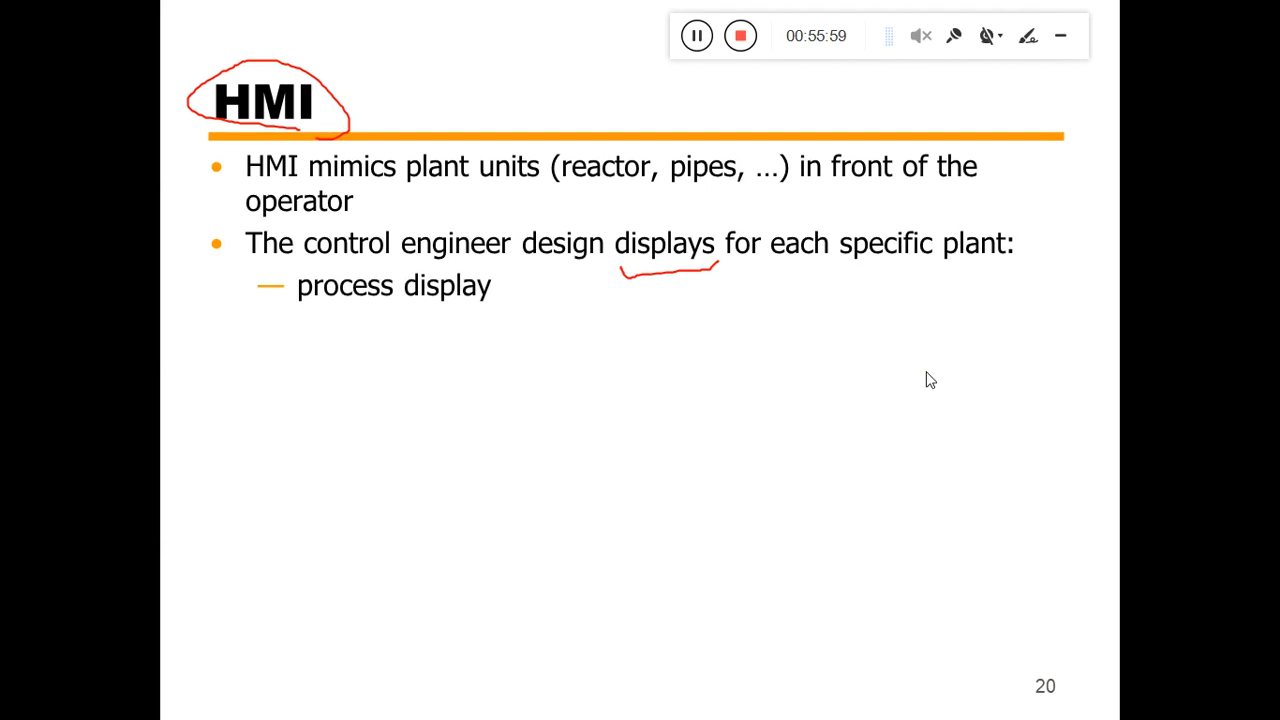 00:55:59
HMI
• HMI mimics plant units (reactor, pipes, …) in front of the
operator
• The control engineer design displays for each specific plant:
— process display
20